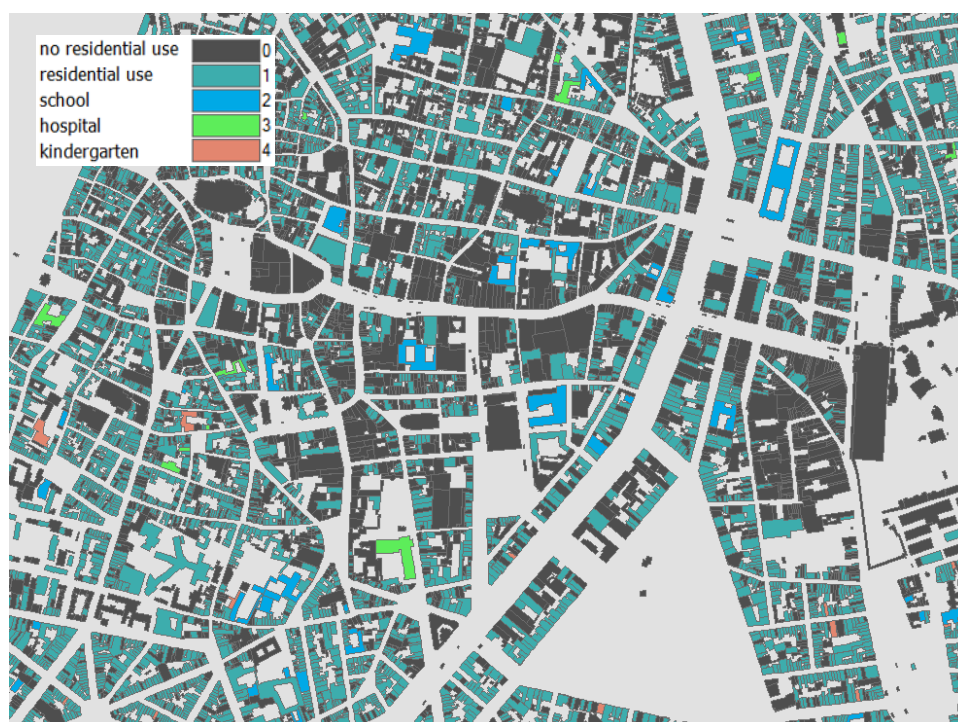 no residential use 0
residential use 1
school 2
hospital 3
kindergarten 4